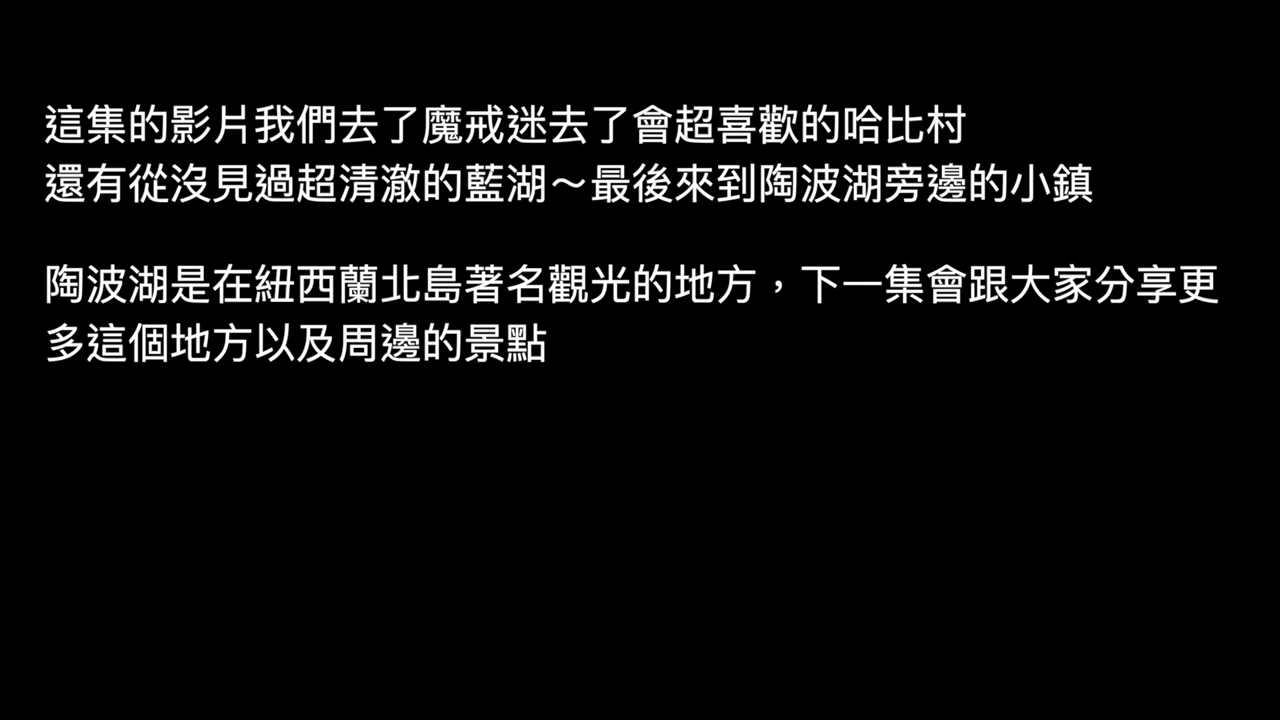 這集的影片我們去了魔戒迷去了會超喜歡的哈比村
還有從沒見過超清澈的藍湖～最後來到陶波湖旁邊的小鎮
陶波湖是在紐西蘭北島著名觀光的地方，下一集會跟大家分享更
多這個地方以及周邊的景點